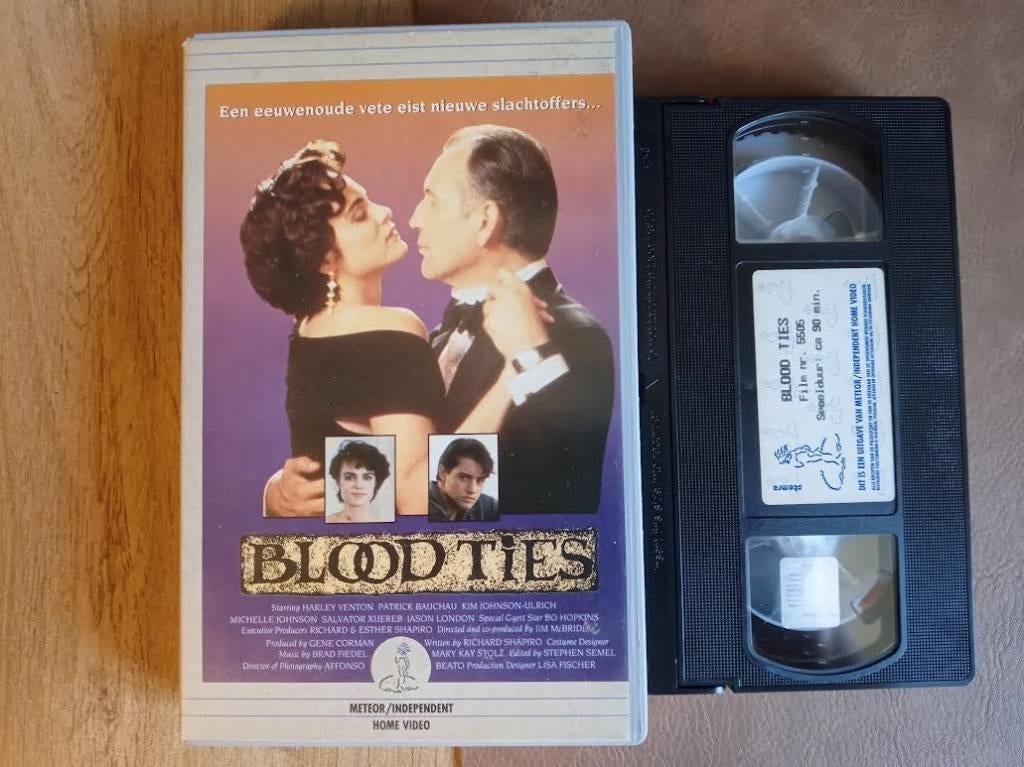 Een eeuwenoude vete eist nieuwe slachtoffers...
BLOOD TiES
Starring HARLEY VENTON PATRICK BAUCHAU KIM JOHNSON-ULRICH
MICHELLE JOHNSON SALVATOR XUEREB JASON LONDON Special Guest Star BO HOPKINS
Executive Producers RICHARD & ESTHER SHAPIRO Directed and co-produced by JIM McBRIDE
Produced by GENE CORMAN Written by RICHARD SHAPIRO Costume Designer
Music by BRAD FIEDEL MARY KAY STOLZ Edited by STEPHEN SEMEL
Director of Photography AFFONSO BEATO Production Designer LISA FISCHER
METEOR/INDEPENDENT
HOME VIDEO
BLOOD TIES
Film nr. 5505
Speelduur: ca 90 min.
stemra
DIT IS EEN UITGAVE VAN METEOR/INDEPENDENT HOME VIDEO